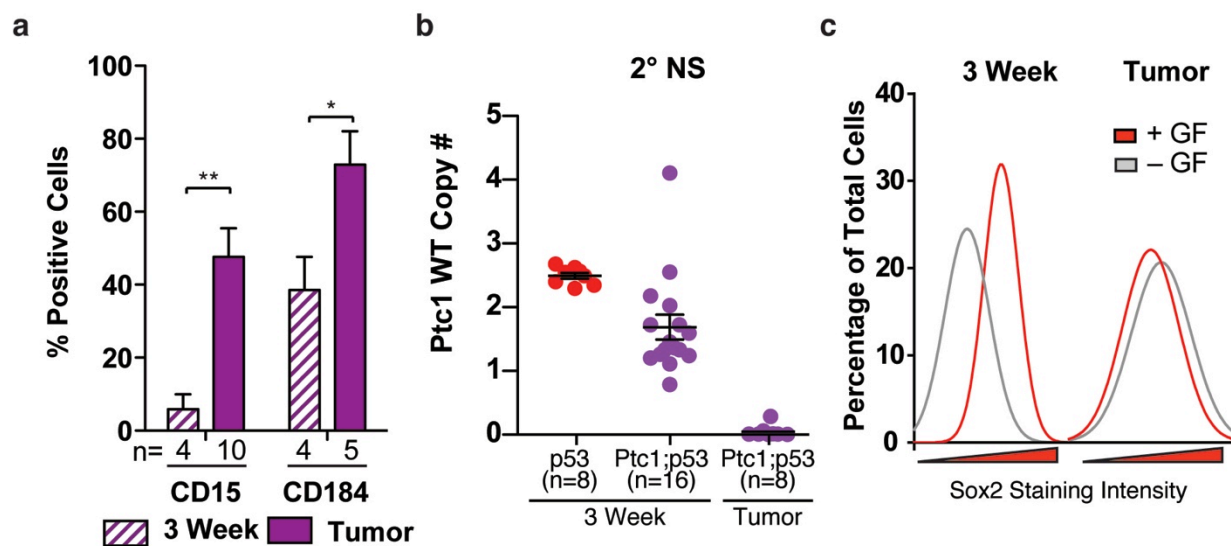 a
% Positive Cells
100
80
60
40
20
0
**
*
n= 4 10 4 5
CD15 CD184
3 Week Tumor
b
2° NS
Ptc1 WT Copy #
5
4
3
2
1
0
p53 Ptc1;p53 Ptc1;p53
(n=8) (n=16) (n=8)
3 Week Tumor
c
3 Week Tumor
Percentage of Total Cells
40
30
20
10
0
+ GF
– GF
Sox2 Staining Intensity